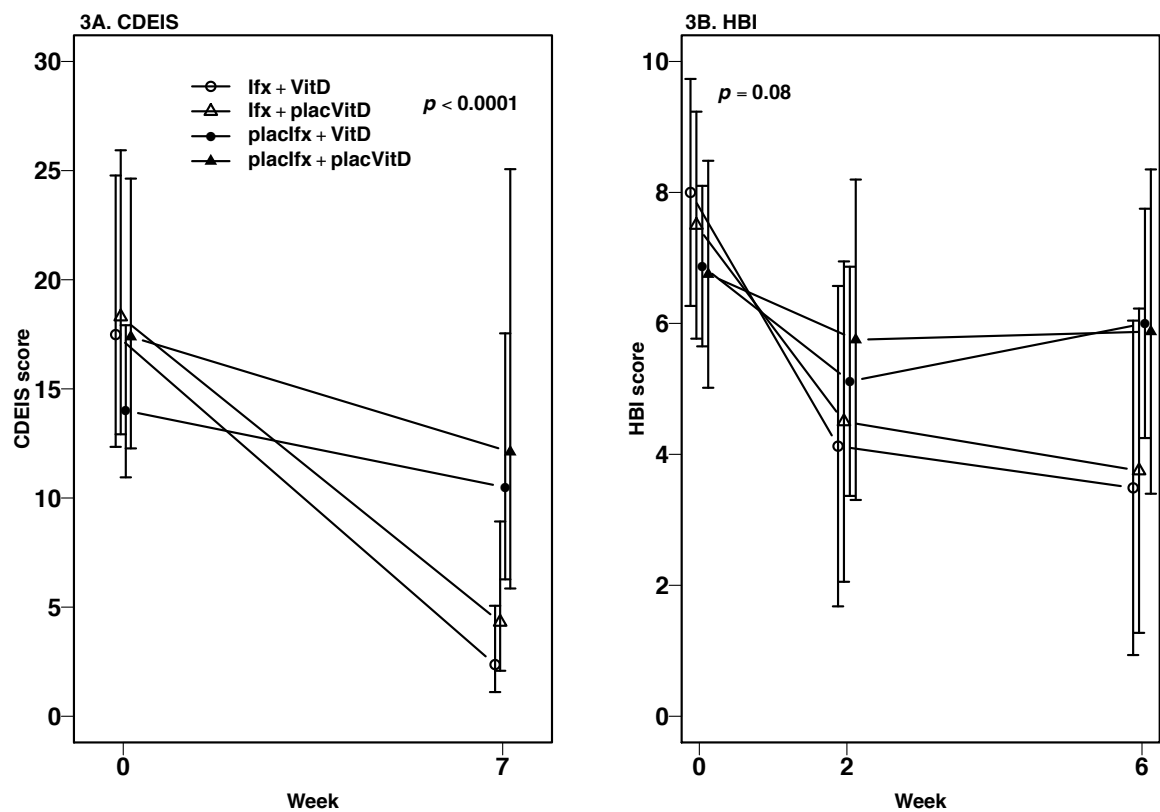 3A. CDEIS
CDEIS score
30
25
20
15
10
5
0
Ifx + VitD
Ifx + placVitD
placIfx + VitD
placIfx + placVitD
p < 0.0001
0
7
Week
3B. HBI
HBI score
10
8
6
4
2
0
p = 0.08
0
2
6
Week